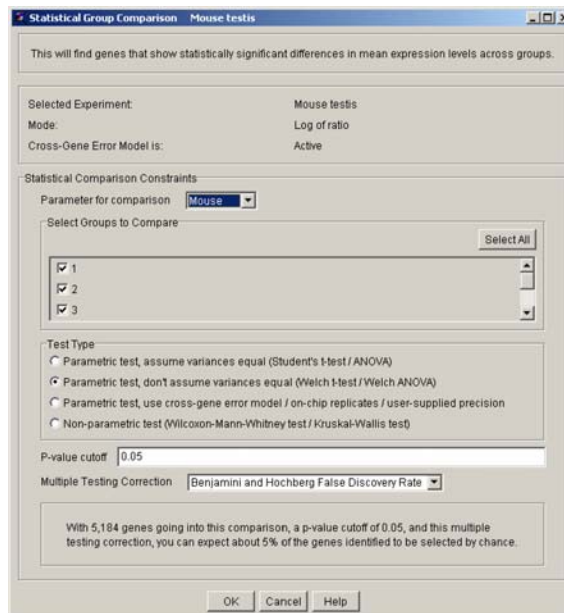 Statistical Group Comparison Mouse testis
This will find genes that show statistically significant differences in mean expression levels across groups.
Selected Experiment: Mouse testis
Mode: Log of ratio
Cross-Gene Error Model is: Active
Statistical Comparison Constraints
Parameter for comparison Mouse
Select Groups to Compare
Select All
1
2
3
Test Type
Parametric test, assume variances equal (Student's t-test / ANOVA)
Parametric test, don't assume variances equal (Welch t-test / Welch ANOVA)
Parametric test, use cross-gene error model / on-chip replicates / user-supplied precision
Non-parametric test (Wilcoxon-Mann-Whitney test / Kruskal-Wallis test)
P-value cutoff 0.05
Multiple Testing Correction Benjamini and Hochberg False Discovery Rate
With 5,184 genes going into this comparison, a p-value cutoff of 0.05, and this multiple
testing correction, you can expect about 5% of the genes identified to be selected by chance.
OK Cancel Help